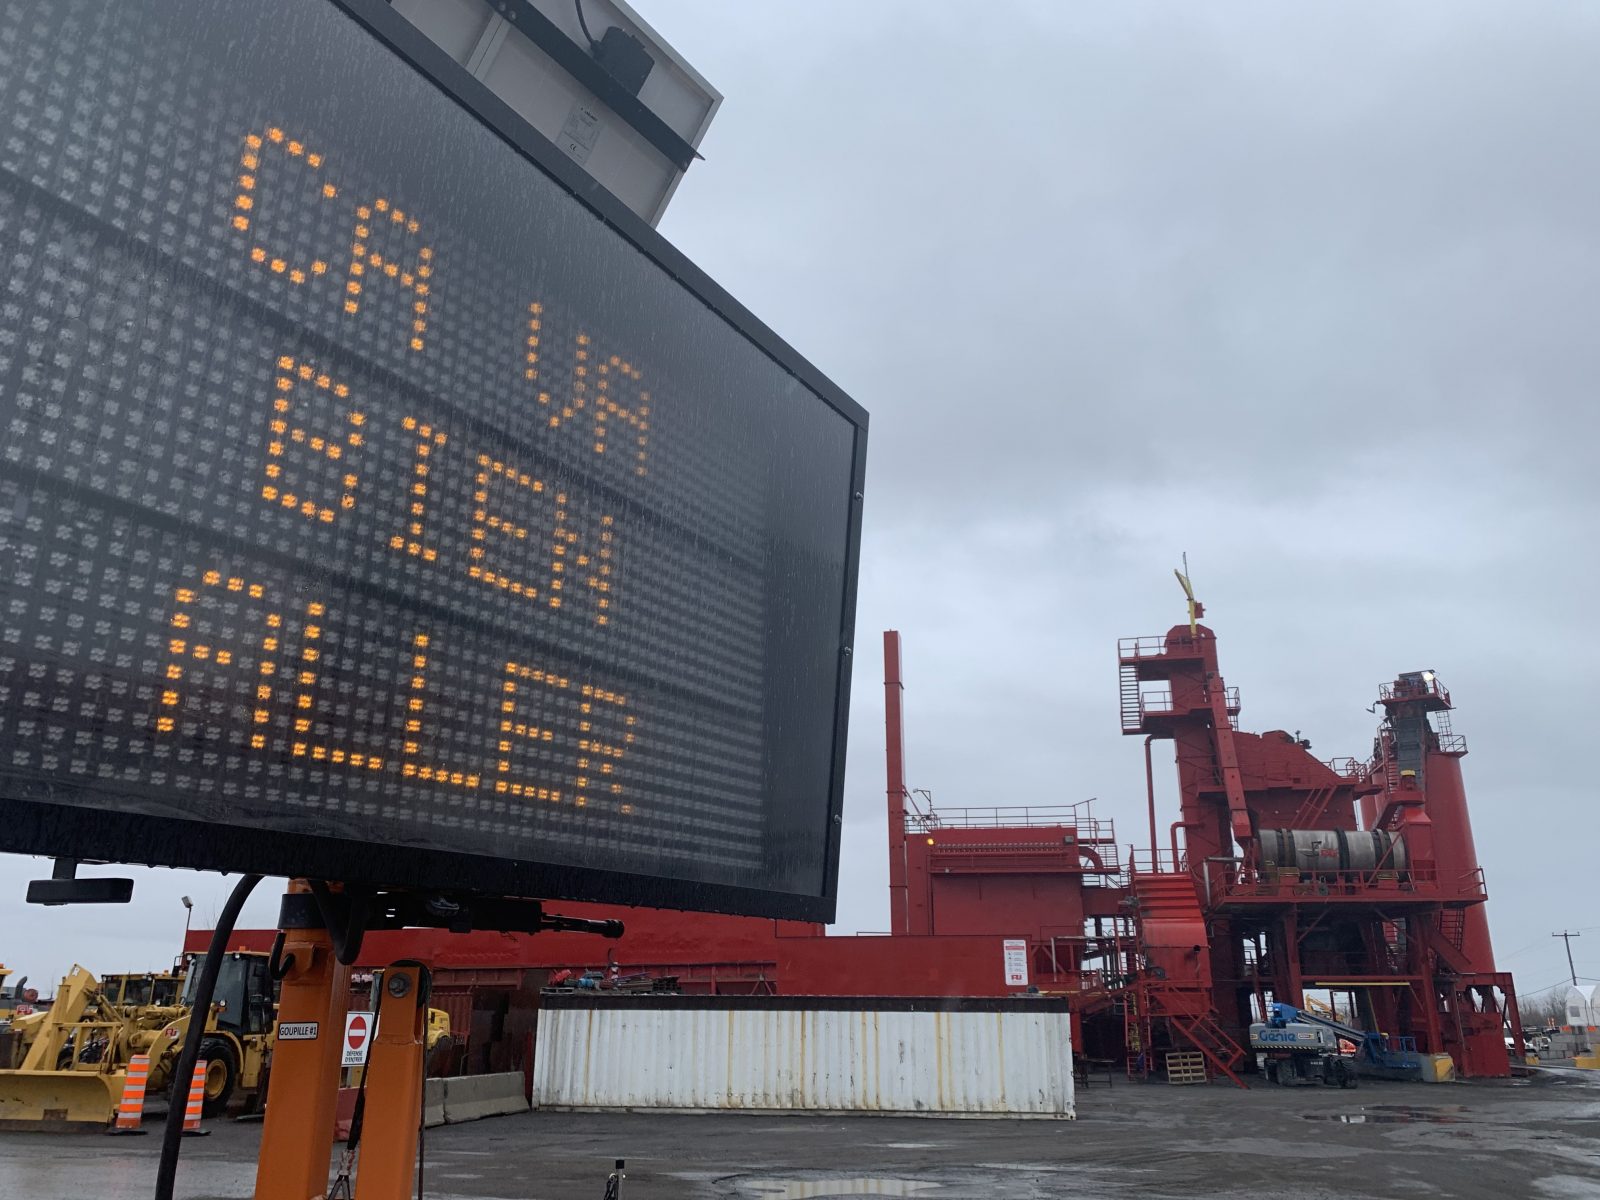 CA VA
BIEN
ALLER
GOUPILLE #1
DÉFENSE
D'ENTRER
Genie